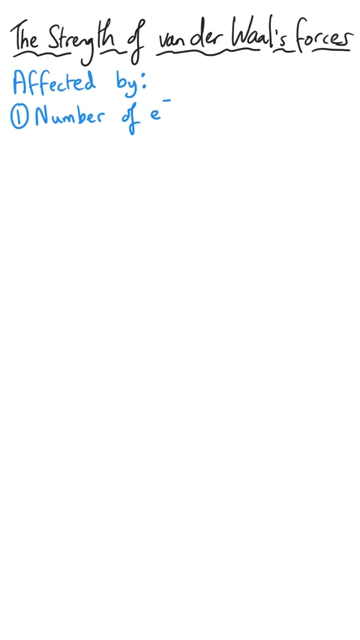 The Strength of van der Waal's forces
Affected by:
① Number of e⁻